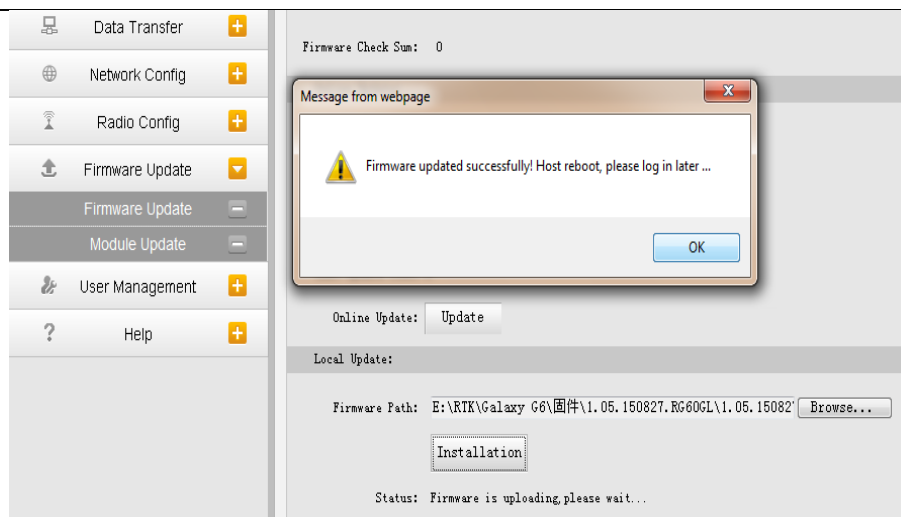 Data Transfer
Network Config
Radio Config
Firmware Update
Firmware Update
Module Update
User Management
Help
Firmware Check Sum: 0
Message from webpage
Firmware updated successfully! Host reboot, please log in later ...
OK
Online Update: Update
Local Update:
Firmware Path: E:\RTK\Galaxy G6\固件\1.05.150827.RG60GL\1.05.15082 Browse...
Installation
Status: Firmware is uploading,please wait...